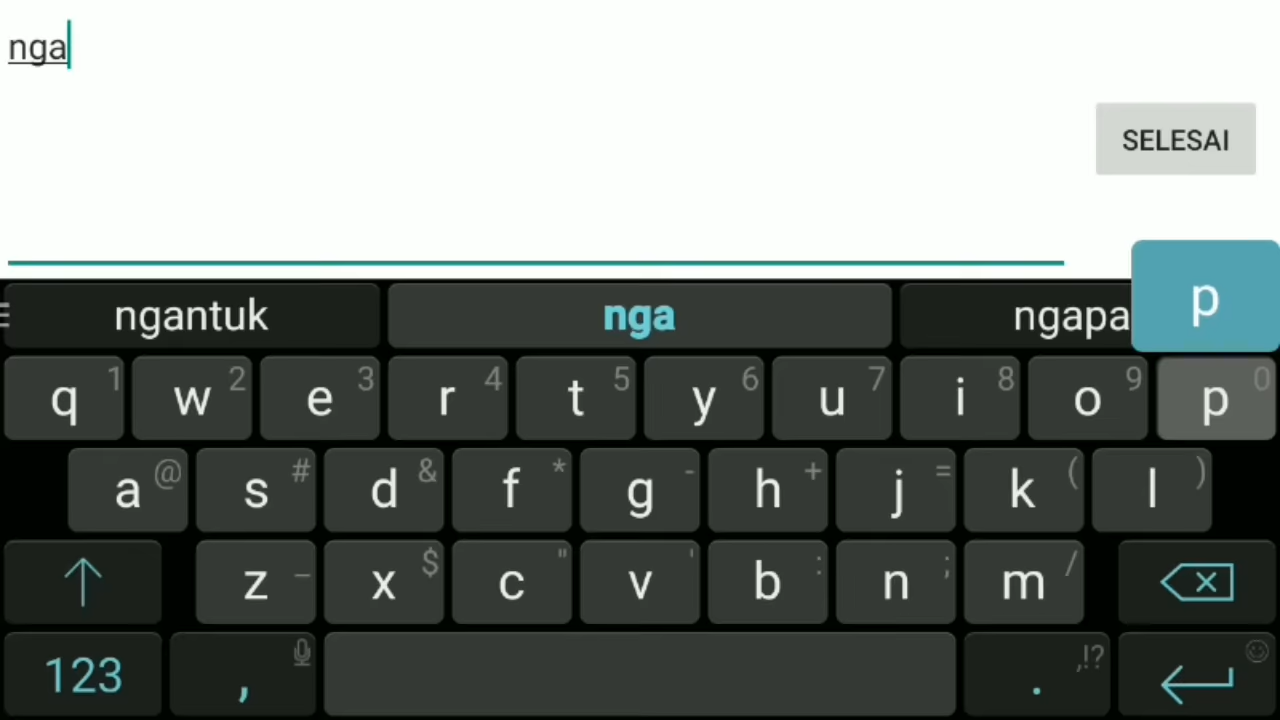 nga
SELESAI
p
ngantuk nga ngapa
q 1 w 2 e 3 r 4 t 5 y 6 u 7 i 8 o 9 p 0
a @ s # d & f * g - h + j = k ( l )
z _ x $ c " v ' b : n ; m /
123 , . ,!?